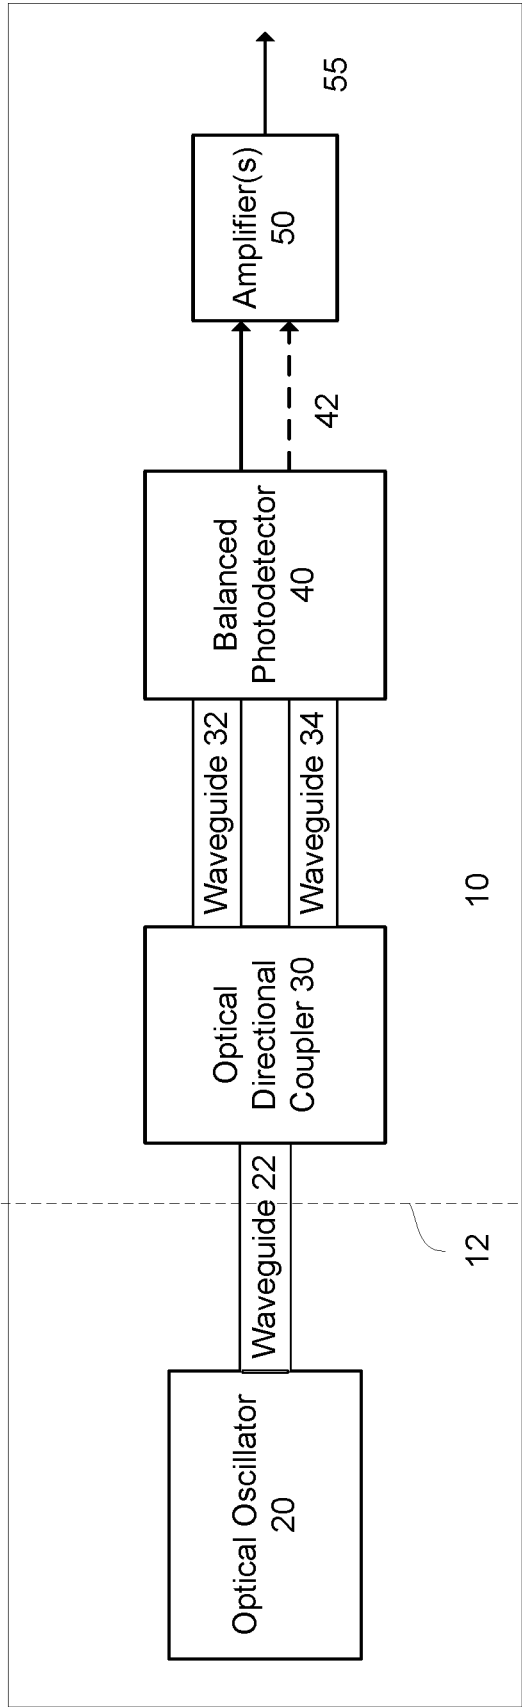 Optical Oscillator
20
Waveguide 22
12
Optical
Directional
Coupler 30
10
Waveguide 32
Waveguide 34
Balanced
Photodetector
40
42
Amplifier(s)
50
55